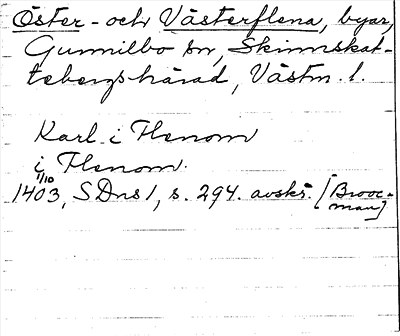 Öster- och Västerflena, byar,
Gunnilbo sn, Skinnskat-
tebergs härad, Västm. l.
Karl i Flenom
i Flenom.
1/10
1403, SDns 1, s. 294. avskr. [Brooc-
man]